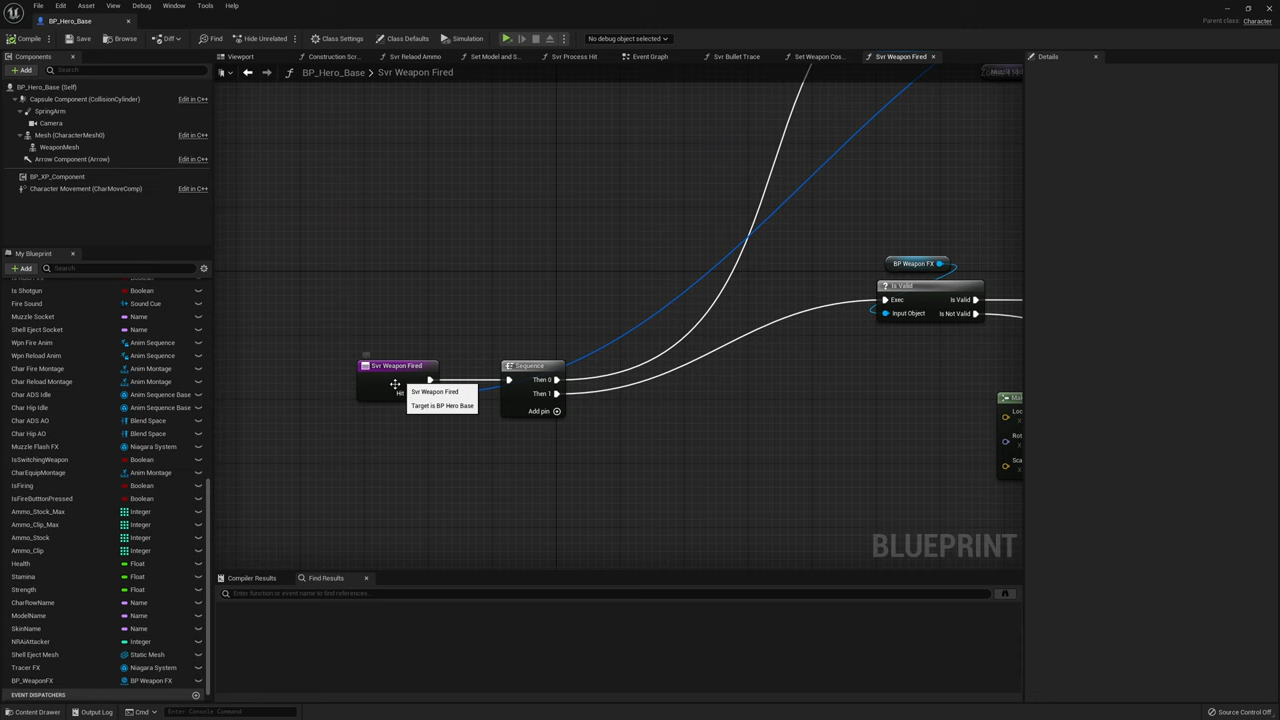 File Edit Asset View Debug Window Tools Help
BP_Hero_Base
Parent class: Character
Compile Save Browse Diff Find Hide Unrelated Class Settings Class Defaults Simulation No debug object selected
Components
Add Search
BP_Hero_Base (Self)
Capsule Component (CollisionCylinder) Edit in C++
SpringArm
Camera
Mesh (CharacterMesh0) Edit in C++
WeaponMesh
Arrow Component (Arrow) Edit in C++
BP_XP_Component
Character Movement (CharMoveComp) Edit in C++
My Blueprint
Add Search
Is Shotgun Boolean
Fire Sound Sound Cue
Muzzle Socket Name
Shell Eject Socket Name
Wpn Fire Anim Anim Sequence
Wpn Reload Anim Anim Sequence
Char Fire Montage Anim Montage
Char Reload Montage Anim Montage
Char ADS Idle Anim Sequence Base
Char Hip Idle Anim Sequence Base
Char ADS AO Blend Space
Char Hip AO Blend Space
Muzzle Flash FX Niagara System
IsSwitchingWeapon Boolean
CharEquipMontage Anim Montage
IsFiring Boolean
IsFireButttonPressed Boolean
Ammo_Stock_Max Integer
Ammo_Clip_Max Integer
Ammo_Stock Integer
Ammo_Clip Integer
Health Float
Stamina Float
Strength Float
CharRowName Name
ModelName Name
SkinName Name
NRAiAttacker Integer
Shell Eject Mesh Static Mesh
Tracer FX Niagara System
BP_WeaponFX BP Weapon FX
EVENT DISPATCHERS
Viewport Construction Scr... Svr Reload Ammo Set Model and S... Svr Process Hit Event Graph Svr Bullet Trace Set Weapon Cos... Svr Weapon Fired
BP_Hero_Base > Svr Weapon Fired
BP Weapon FX
Is Valid
Exec Is Valid
Input Object Is Not Valid
Svr Weapon Fired
Hit
Svr Weapon Fired
Target is BP Hero Base
Sequence
Then 0
Then 1
Add pin
Loc
Rot
Sca
BLUEPRINT
Details
Compiler Results Find Results
Enter function or event name to find references...
Content Drawer Output Log Cmd Enter Console Command Source Control Off